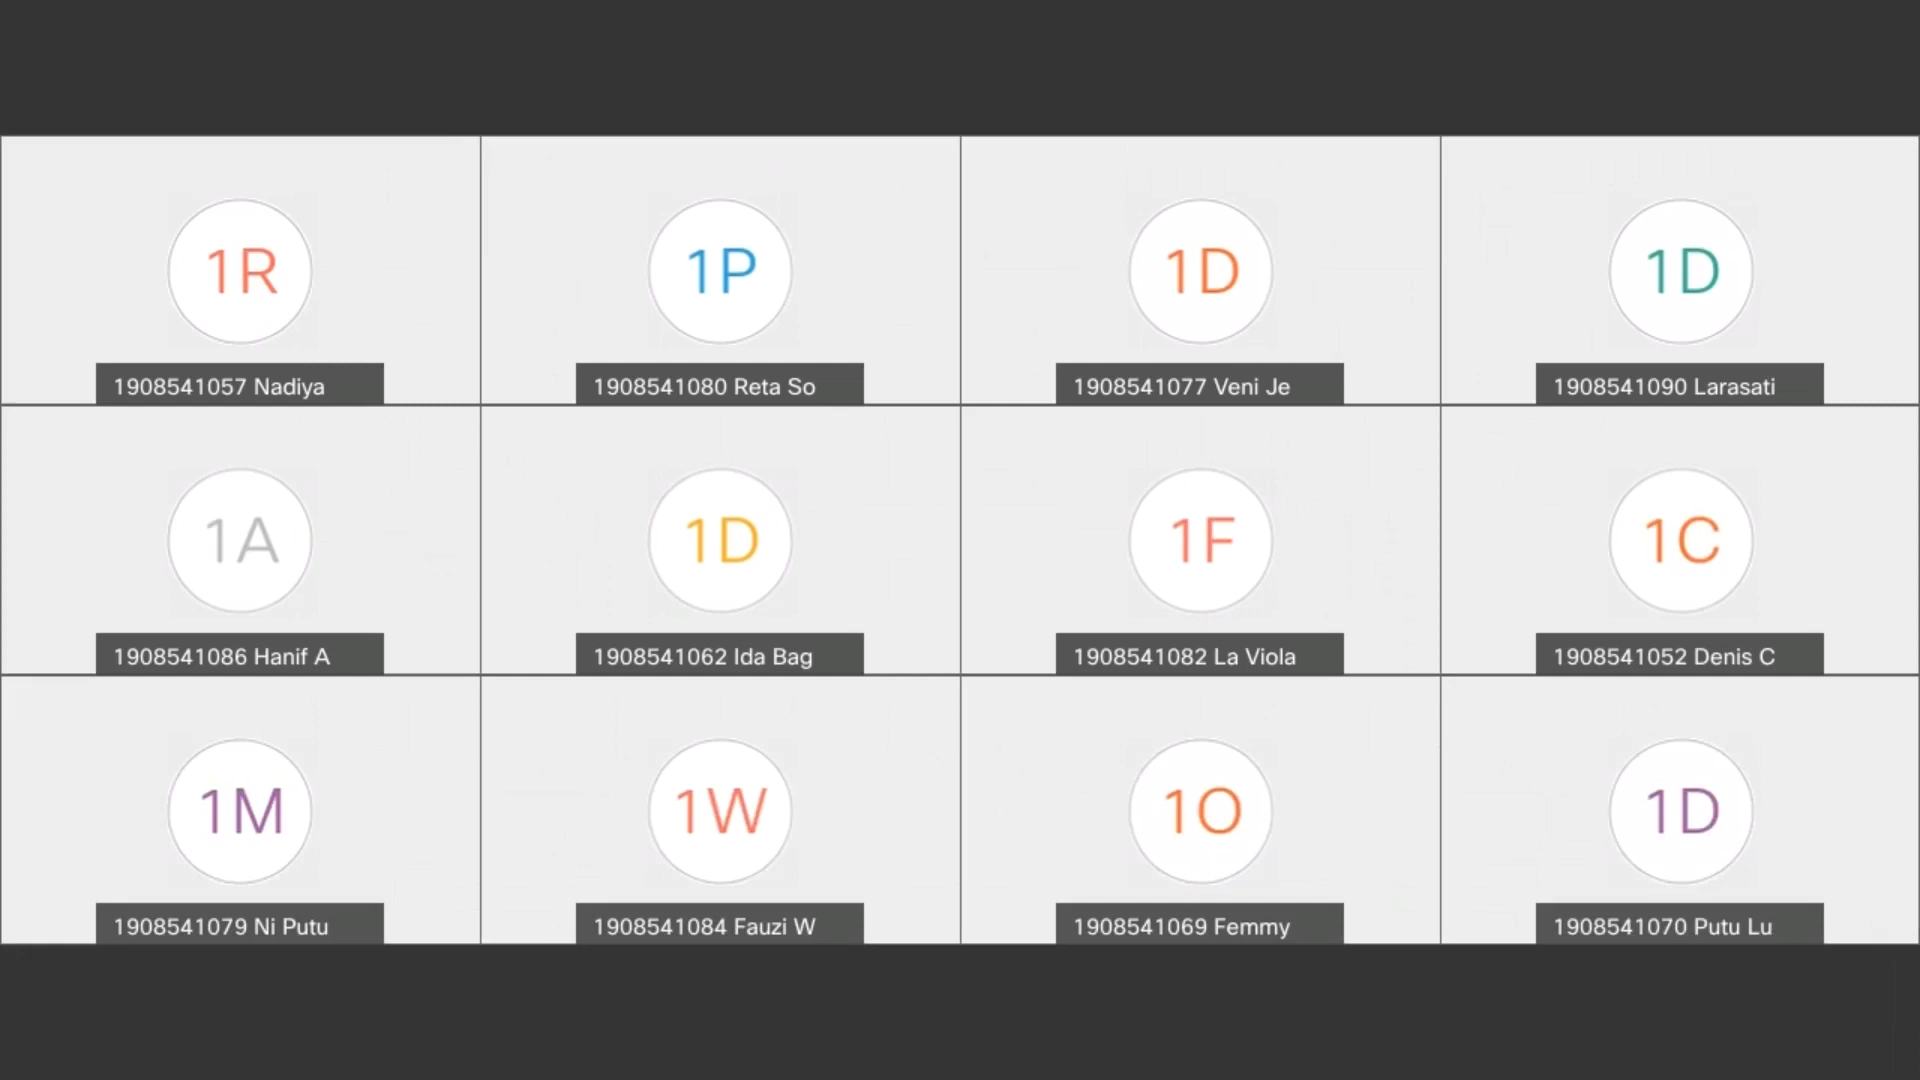 1R
1P
1D
1D
1908541057 Nadiya
1908541080 Reta So
1908541077 Veni Je
1908541090 Larasati
1A
1D
1F
1C
1908541086 Hanif A
1908541062 Ida Bag
1908541082 La Viola
1908541052 Denis C
1M
1W
1O
1D
1908541079 Ni Putu
1908541084 Fauzi W
1908541069 Femmy
1908541070 Putu Lu